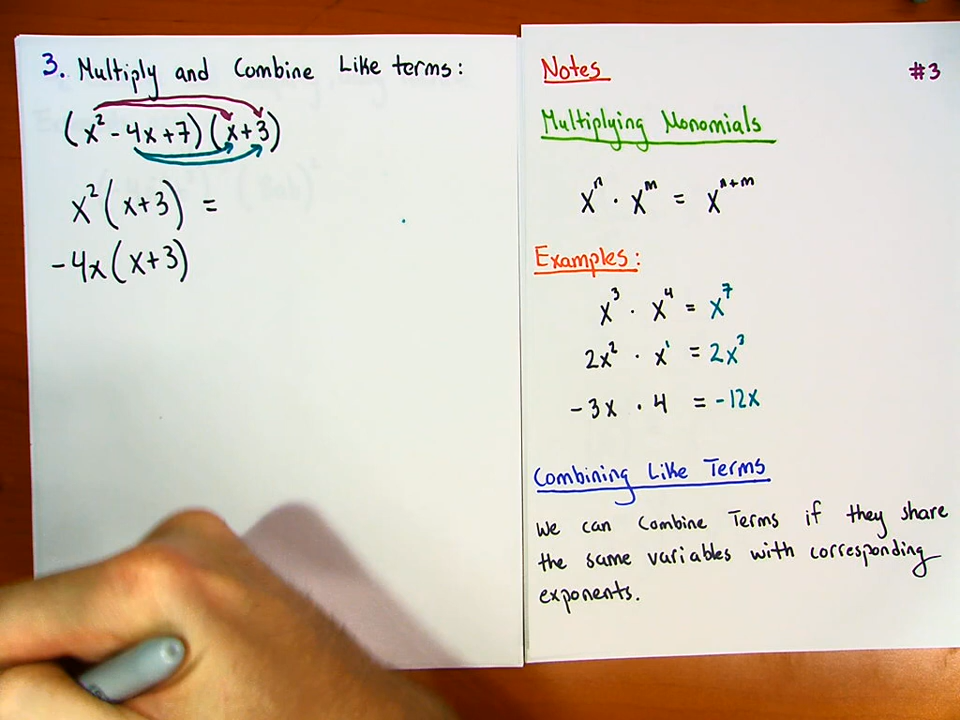 3. Multiply and Combine Like terms:
(x² - 4x + 7)(x + 3)
x²(x+3) =
-4x(x+3)
Notes #3
Multiplying Monomials
xⁿ · xᵐ = xⁿ⁺ᵐ
Examples:
x³ · x⁴ = x⁷
2x² · x¹ = 2x³
-3x · 4 = -12x
Combining Like Terms
We can Combine Terms if they share
the same variables with corresponding
exponents.